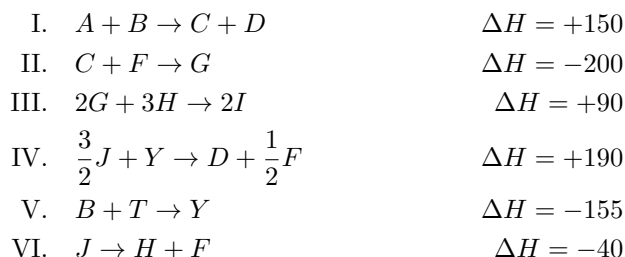 I. A + B → C + D ΔH = +150
II. C + F → G ΔH = −200
III. 2G + 3H → 2I ΔH = +90
IV. 3/2 J + Y → D + 1/2 F ΔH = +190
V. B + T → Y ΔH = −155
VI. J → H + F ΔH = −40